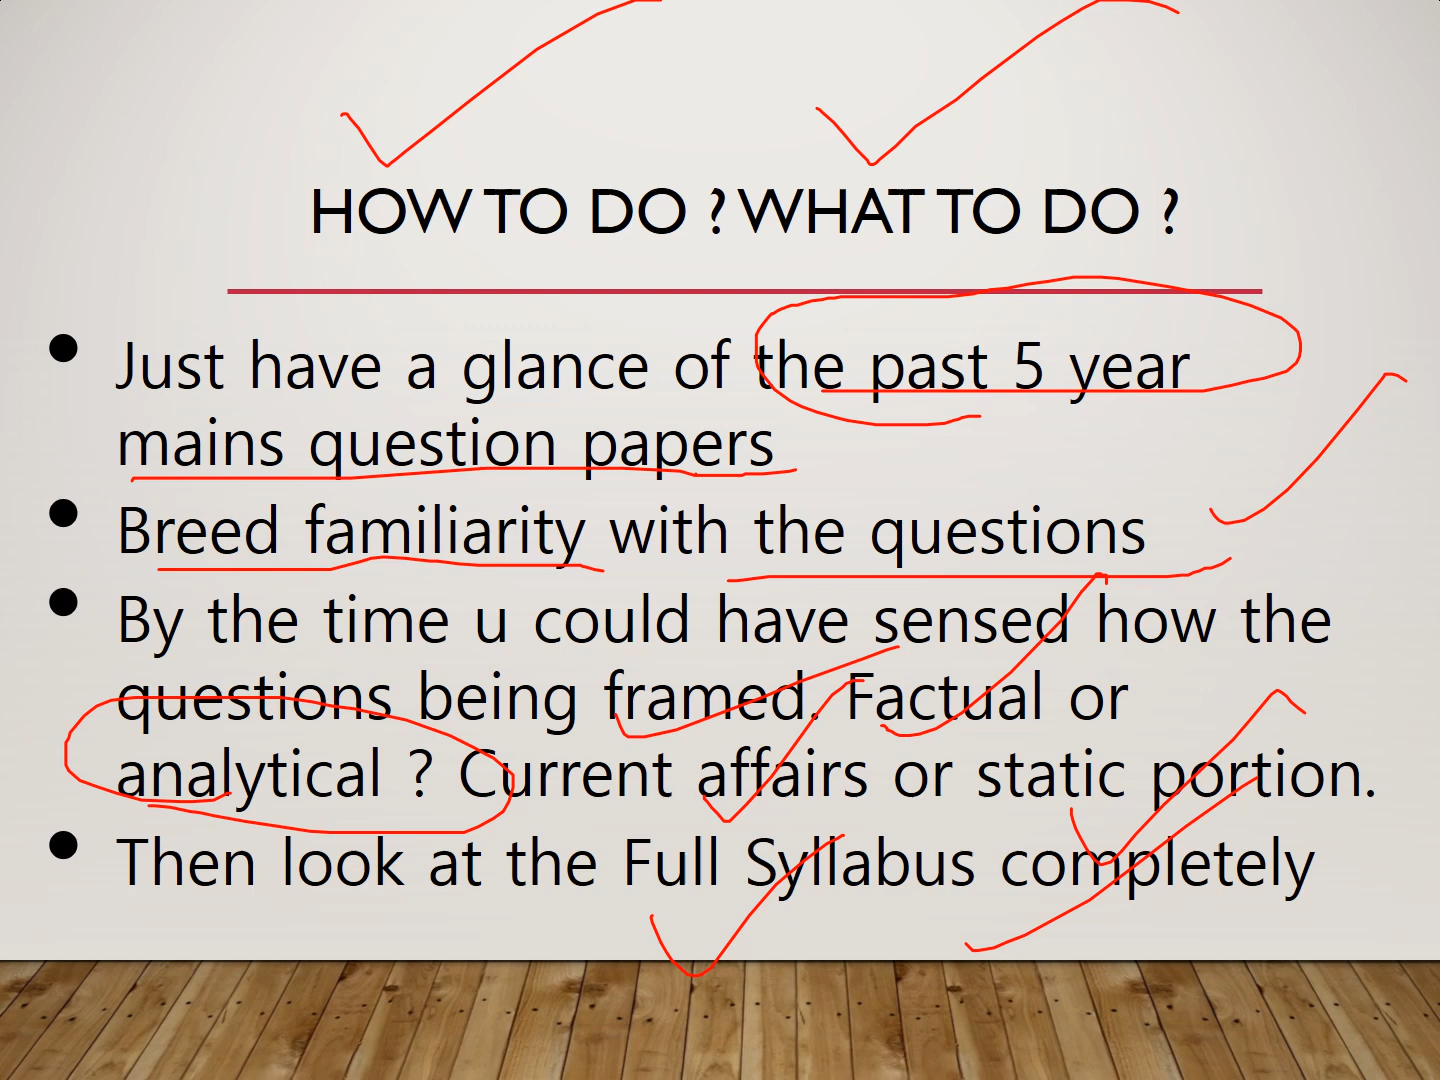 HOW TO DO ? WHAT TO DO ?
• Just have a glance of the past 5 year
mains question papers
• Breed familiarity with the questions
• By the time u could have sensed how the
questions being framed. Factual or
analytical ? Current affairs or static portion.
• Then look at the Full Syllabus completely